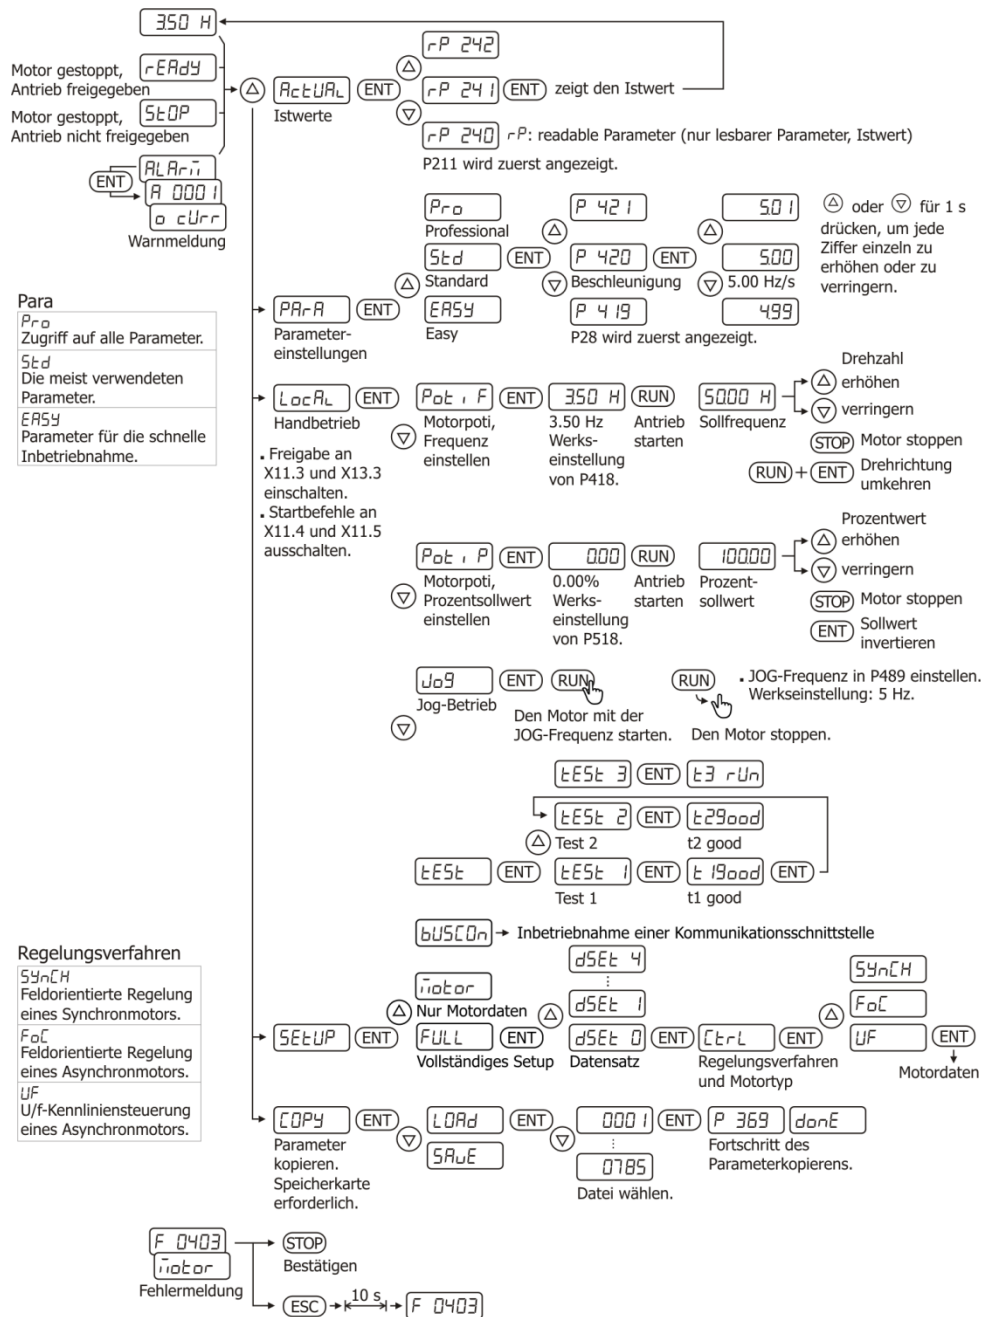 3.50 H
Motor gestoppt,
Antrieb freigegeben
rEAdY
Motor gestoppt,
Antrieb nicht freigegeben
StOP
ALArm
ENT
A 0001
o cUrr
Warnmeldung
ActUAL
Istwerte
ENT
rP 242
rP 241
ENT
zeigt den Istwert
rP 240
rP: readable Parameter (nur lesbarer Parameter, Istwert)
P211 wird zuerst angezeigt.
Para
Pro
Zugriff auf alle Parameter.
Std
Die meist verwendeten
Parameter.
EASY
Parameter für die schnelle
Inbetriebnahme.
PArA
ENT
Parameter-
einstellungen
Pro
Professional
Std
ENT
Standard
EASY
Easy
P 421
P 420
ENT
Beschleunigung
P 419
P28 wird zuerst angezeigt.
5.01
5.00
5.00 Hz/s
4.99
oder für 1 s
drücken, um jede
Ziffer einzeln zu
erhöhen oder zu
verringern.
LocAL
ENT
Handbetrieb
. Freigabe an
X11.3 und X13.3
einschalten.
. Startbefehle an
X11.4 und X11.5
ausschalten.
Pot i F
ENT
Motorpoti,
Frequenz
einstellen
3.50 H
RUN
3.50 Hz
Werks-
einstellung
von P418.
Antrieb
starten
50.00 H
Sollfrequenz
Drehzahl
erhöhen
verringern
STOP Motor stoppen
RUN + ENT Drehrichtung
umkehren
Pot i P
ENT
Motorpoti,
Prozentsollwert
einstellen
0.00
RUN
0.00%
Werks-
einstellung
von P518.
Antrieb
starten
100.00
Prozent-
sollwert
Prozentwert
erhöhen
verringern
STOP Motor stoppen
ENT Sollwert
invertieren
JoG
ENT
RUN
Jog-Betrieb
Den Motor mit der
JOG-Frequenz starten.
RUN
Den Motor stoppen.
. JOG-Frequenz in P489 einstellen.
Werkseinstellung: 5 Hz.
tESt 3
ENT
t3 rUn
tESt 2
ENT
t2good
Test 2
t2 good
tESt
ENT
tESt 1
ENT
t 1good
ENT
Test 1
t1 good
bUSCOn
Inbetriebnahme einer Kommunikationsschnittstelle
Regelungsverfahren
SYnCH
Feldorientierte Regelung
eines Synchronmotors.
FoC
Feldorientierte Regelung
eines Asynchronmotors.
UF
U/f-Kennliniensteuerung
eines Asynchronmotors.
SEtUP
ENT
motor
Nur Motordaten
FULL
ENT
Vollständiges Setup
dSEt 4
dSEt 1
dSEt 0
ENT
Datensatz
CtrL
ENT
Regelungsverfahren
und Motortyp
SYnCH
FoC
UF
ENT
Motordaten
COPY
ENT
Parameter
kopieren.
Speicherkarte
erforderlich.
LOAd
ENT
SAvE
0001
ENT
0785
Datei wählen.
P 369
donE
Fortschritt des
Parameterkopierens.
F 0403
motor
Fehlermeldung
STOP
Bestätigen
ESC
10 s
F 0403